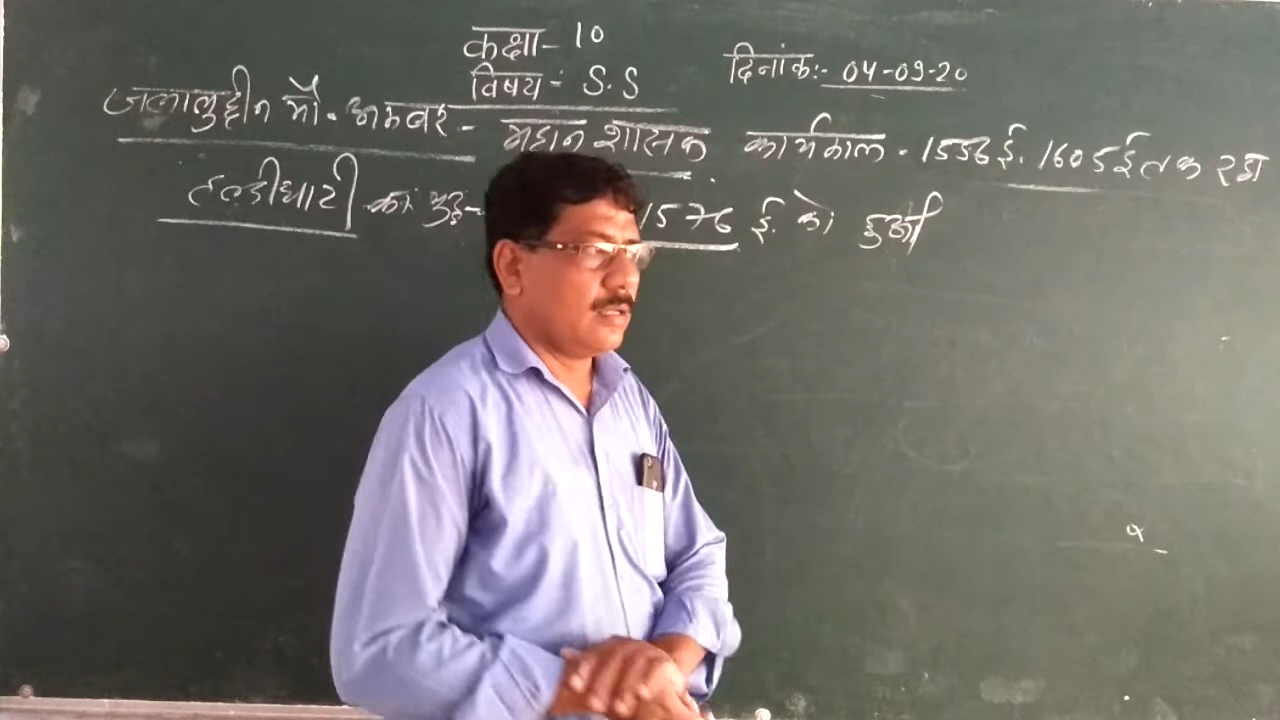 कक्षा- 10
विषय - S.S
दिनांक:- 04-09-20
जलालुद्दीन मौ. अकबर - महान शासक कार्यकाल - 1556 ई. 1605 ई तक रहा
हल्दीघाटी का युद्ध- 1576 ई. को हुआ